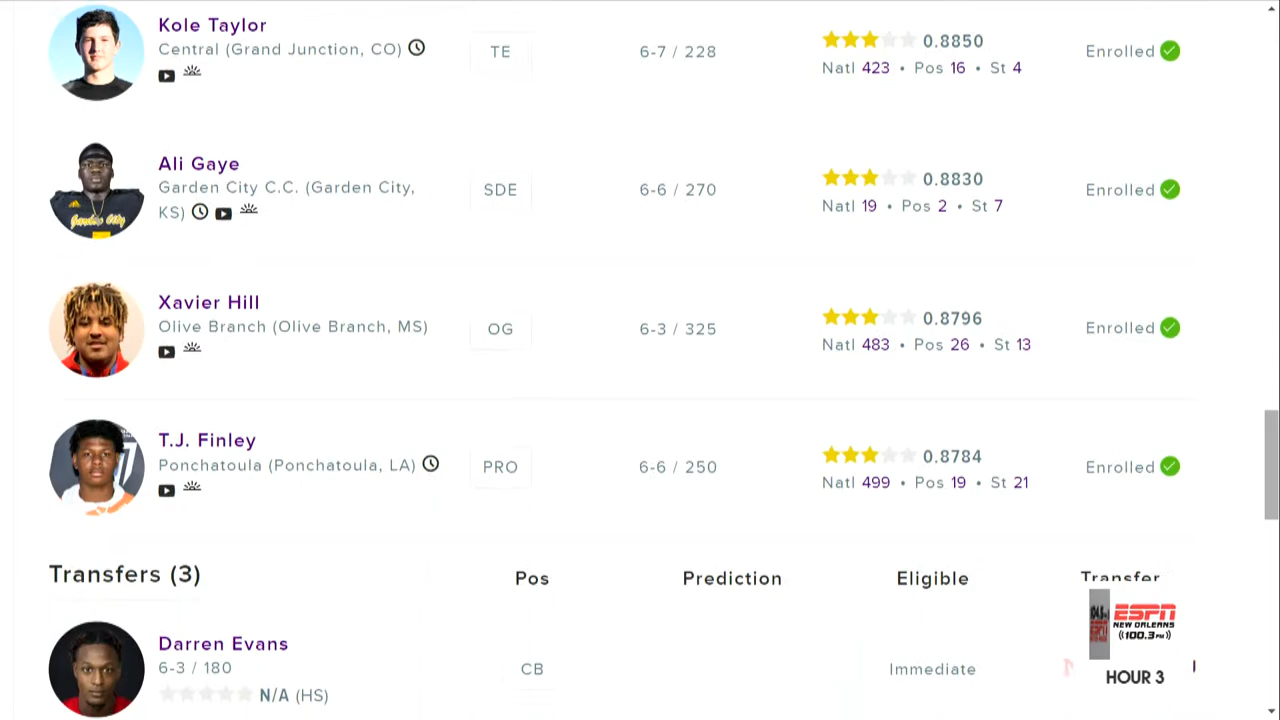 Kole Taylor
Central (Grand Junction, CO)
TE
6-7 / 228
0.8850
Natl 423 • Pos 16 • St 4
Enrolled
Ali Gaye
Garden City C.C. (Garden City,
KS)
Garden City
SDE
6-6 / 270
0.8830
Natl 19 • Pos 2 • St 7
Enrolled
Xavier Hill
Olive Branch (Olive Branch, MS)
OG
6-3 / 325
0.8796
Natl 483 • Pos 26 • St 13
Enrolled
T.J. Finley
Ponchatoula (Ponchatoula, LA)
7
PRO
6-6 / 250
0.8784
Natl 499 • Pos 19 • St 21
Enrolled
Transfers (3)
Pos
Prediction
Eligible
Transfer
Darren Evans
6-3 / 180
N/A (HS)
CB
Immediate
ESPN
NEW ORLEANS
((100.3 FM))
HOUR 3